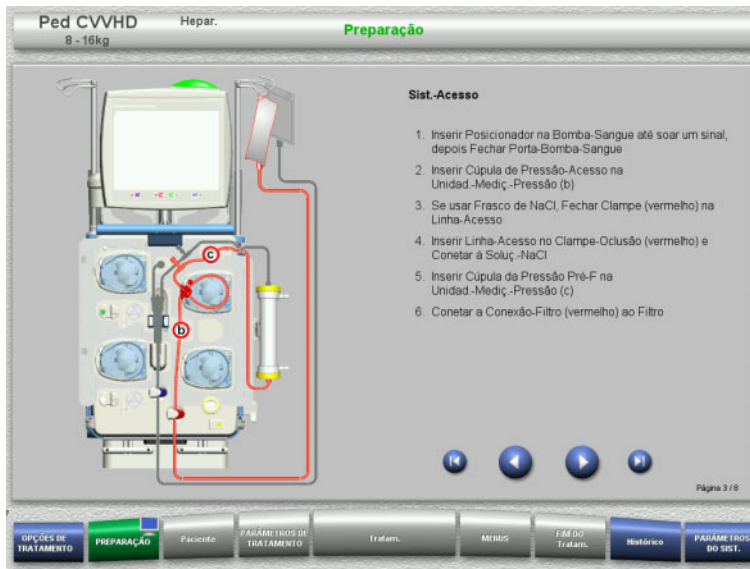 Ped CVVHD
Hepar.
8 - 16kg
Preparação
Sist.-Acesso
1. Inserir Posicionador na Bomba-Sangue até soar um sinal,
depois Fechar Porta-Bomba-Sangue
2. Inserir Cúpula de Pressão-Acesso na
Unidad.-Mediç.-Pressão (b)
3. Se usar Frasco de NaCl, Fechar Clampe (vermelho) na
Linha-Acesso
4. Inserir Linha-Acesso no Clampe-Oclusão (vermelho) e
Conetar à Soluç.-NaCl
5. Inserir Cúpula da Pressão Pré-F na
Unidad.-Mediç.-Pressão (c)
6. Conetar a Conexão-Filtro (vermelho) ao Filtro
c
b
Página 3 / 8
OPÇÕES DE
TRATAMENTO
PREPARAÇÃO
Paciente
PARÂMETROS DE
TRATAMENTO
Tratam.
MENUS
FIM DO
Tratam.
Histórico
PARÂMETROS
DO SIST.